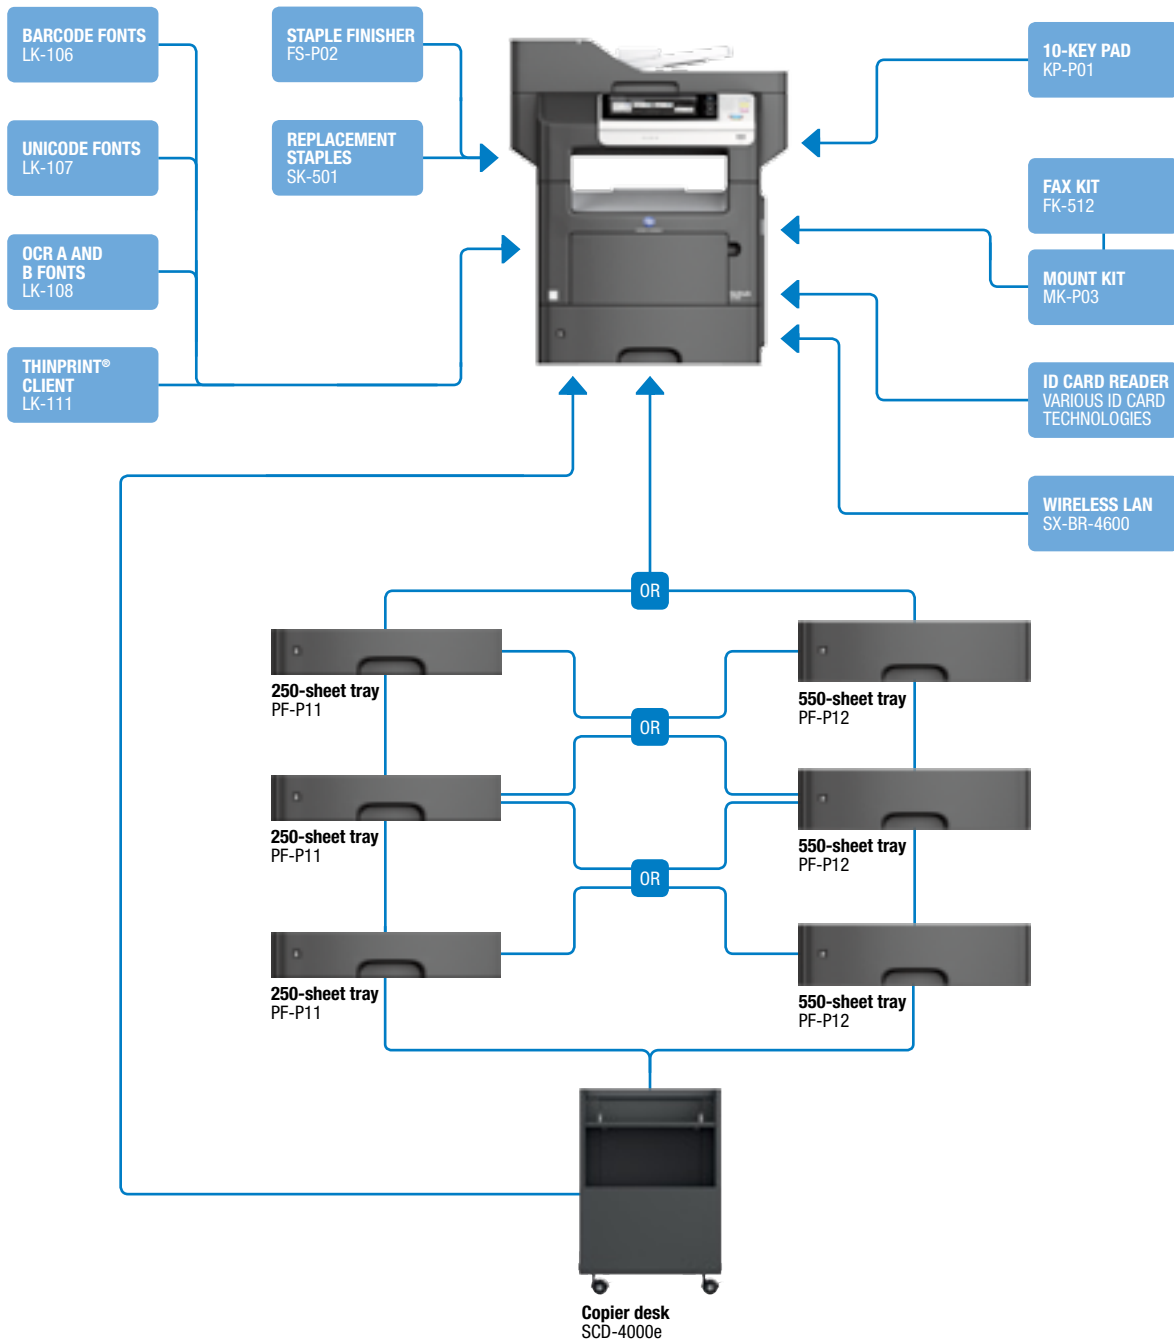 BARCODE FONTS
LK-106
UNICODE FONTS
LK-107
OCR A AND
B FONTS
LK-108
THINPRINT®
CLIENT
LK-111
STAPLE FINISHER
FS-P02
REPLACEMENT
STAPLES
SK-501
10-KEY PAD
KP-P01
FAX KIT
FK-512
MOUNT KIT
MK-P03
ID CARD READER
VARIOUS ID CARD
TECHNOLOGIES
WIRELESS LAN
SX-BR-4600
OR
250-sheet tray
PF-P11
550-sheet tray
PF-P12
OR
250-sheet tray
PF-P11
550-sheet tray
PF-P12
OR
250-sheet tray
PF-P11
550-sheet tray
PF-P12
Copier desk
SCD-4000e